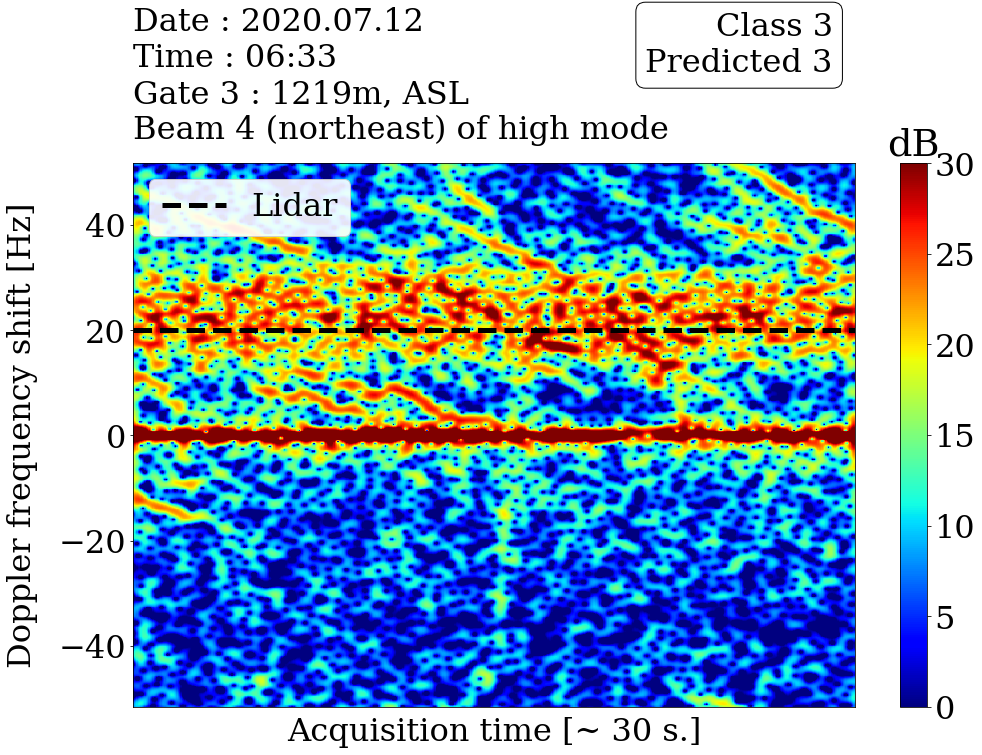 Date : 2020.07.12
Time : 06:33
Gate 3 : 1219m, ASL
Beam 4 (northeast) of high mode
Class 3
Predicted 3
dB
Lidar
Doppler frequency shift [Hz]
40
20
0
−20
−40
30
25
20
15
10
5
0
Acquisition time [~ 30 s.]